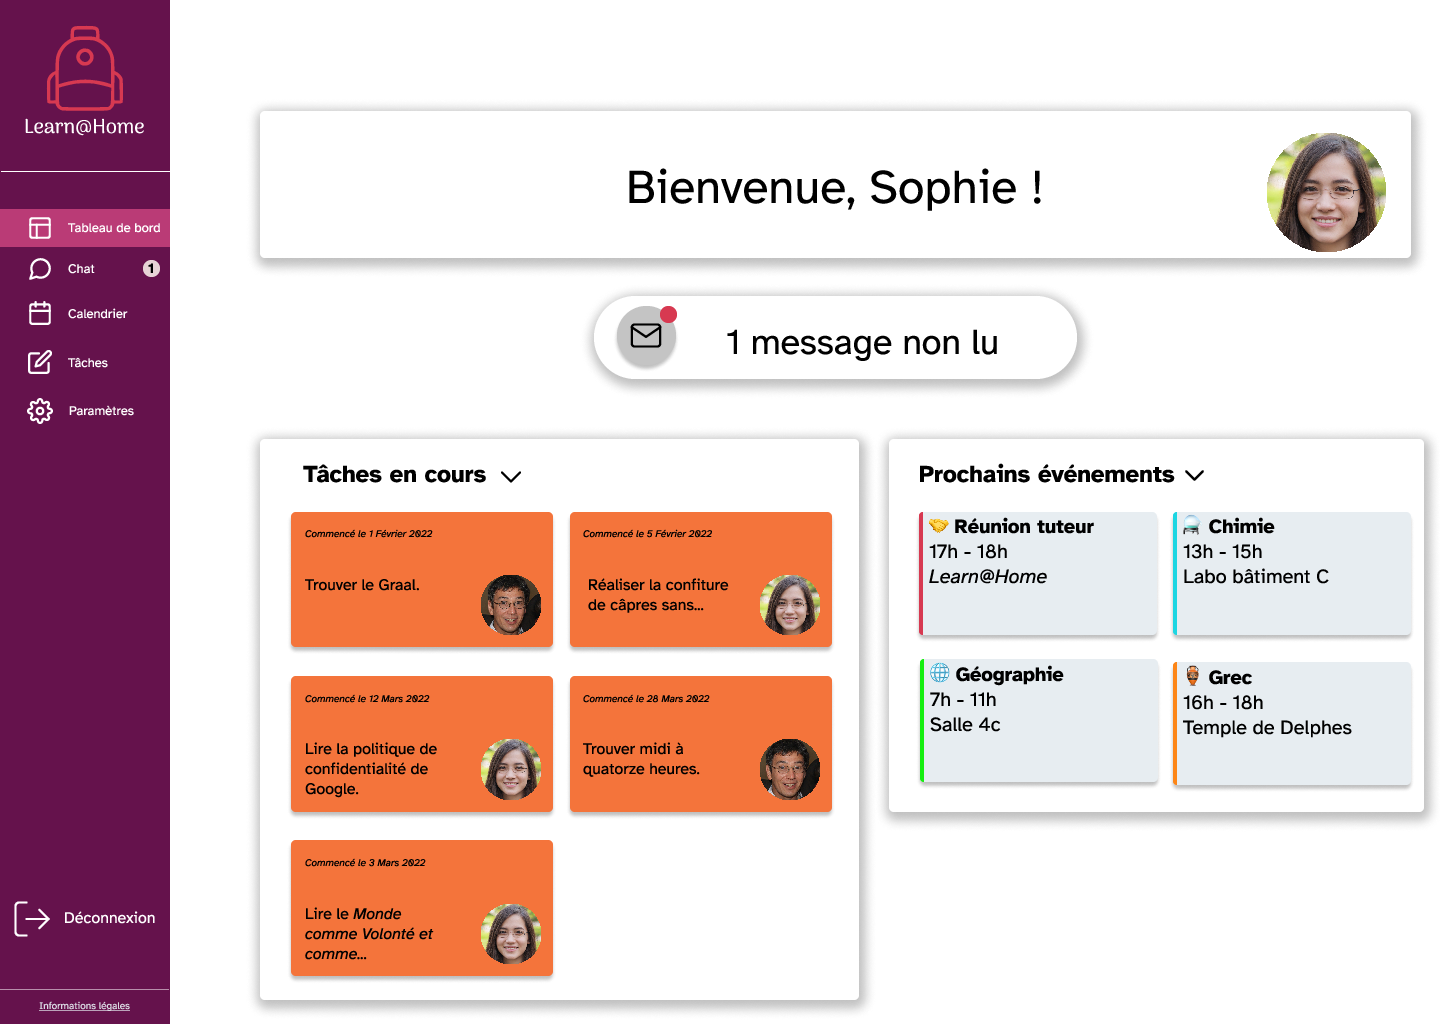 Learn@Home
Tableau de bord
Chat
1
Calendrier
Tâches
Paramètres
Déconnexion
Informations légales
Bienvenue, Sophie !
1 message non lu
Tâches en cours
Commencé le 1 Février 2022
Trouver le Graal.
Commencé le 5 Février 2022
Réaliser la confiture
de câpres sans...
Commencé le 12 Mars 2022
Lire la politique de
confidentialité de
Google.
Commencé le 28 Mars 2022
Trouver midi à
quatorze heures.
Commencé le 3 Mars 2022
Lire le Monde
comme Volonté et
comme...
Prochains événements
Réunion tuteur
17h - 18h
Learn@Home
Chimie
13h - 15h
Labo bâtiment C
Géographie
7h - 11h
Salle 4c
Grec
16h - 18h
Temple de Delphes